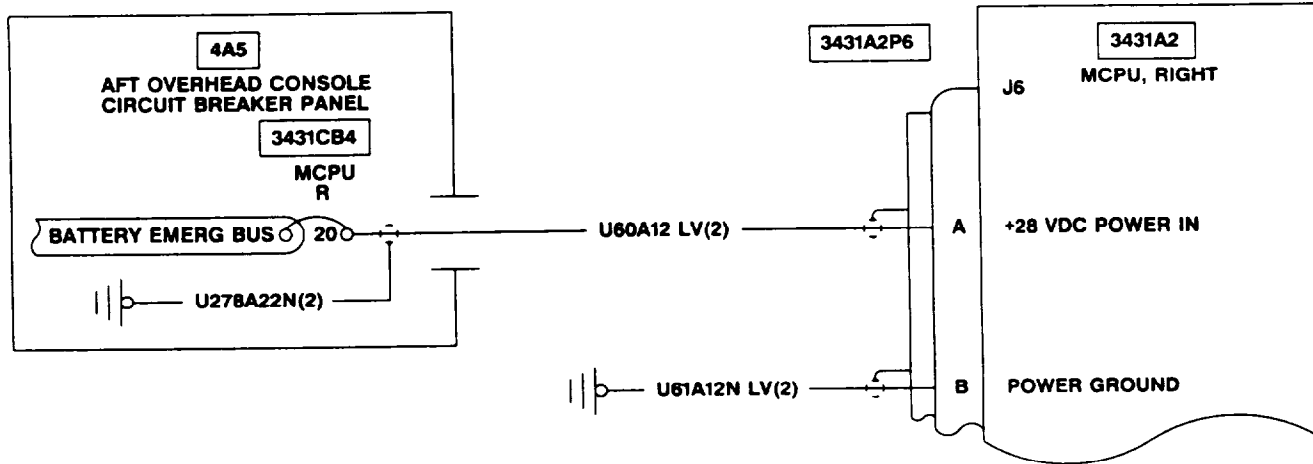 4A5
AFT OVERHEAD CONSOLE
CIRCUIT BREAKER PANEL
3431CB4
MCPU
R
BATTERY EMERG BUS
20
U278A22N(2)
U60A12 LV(2)
U61A12N LV(2)
3431A2P6
3431A2
MCPU, RIGHT
J6
A
+28 VDC POWER IN
B
POWER GROUND